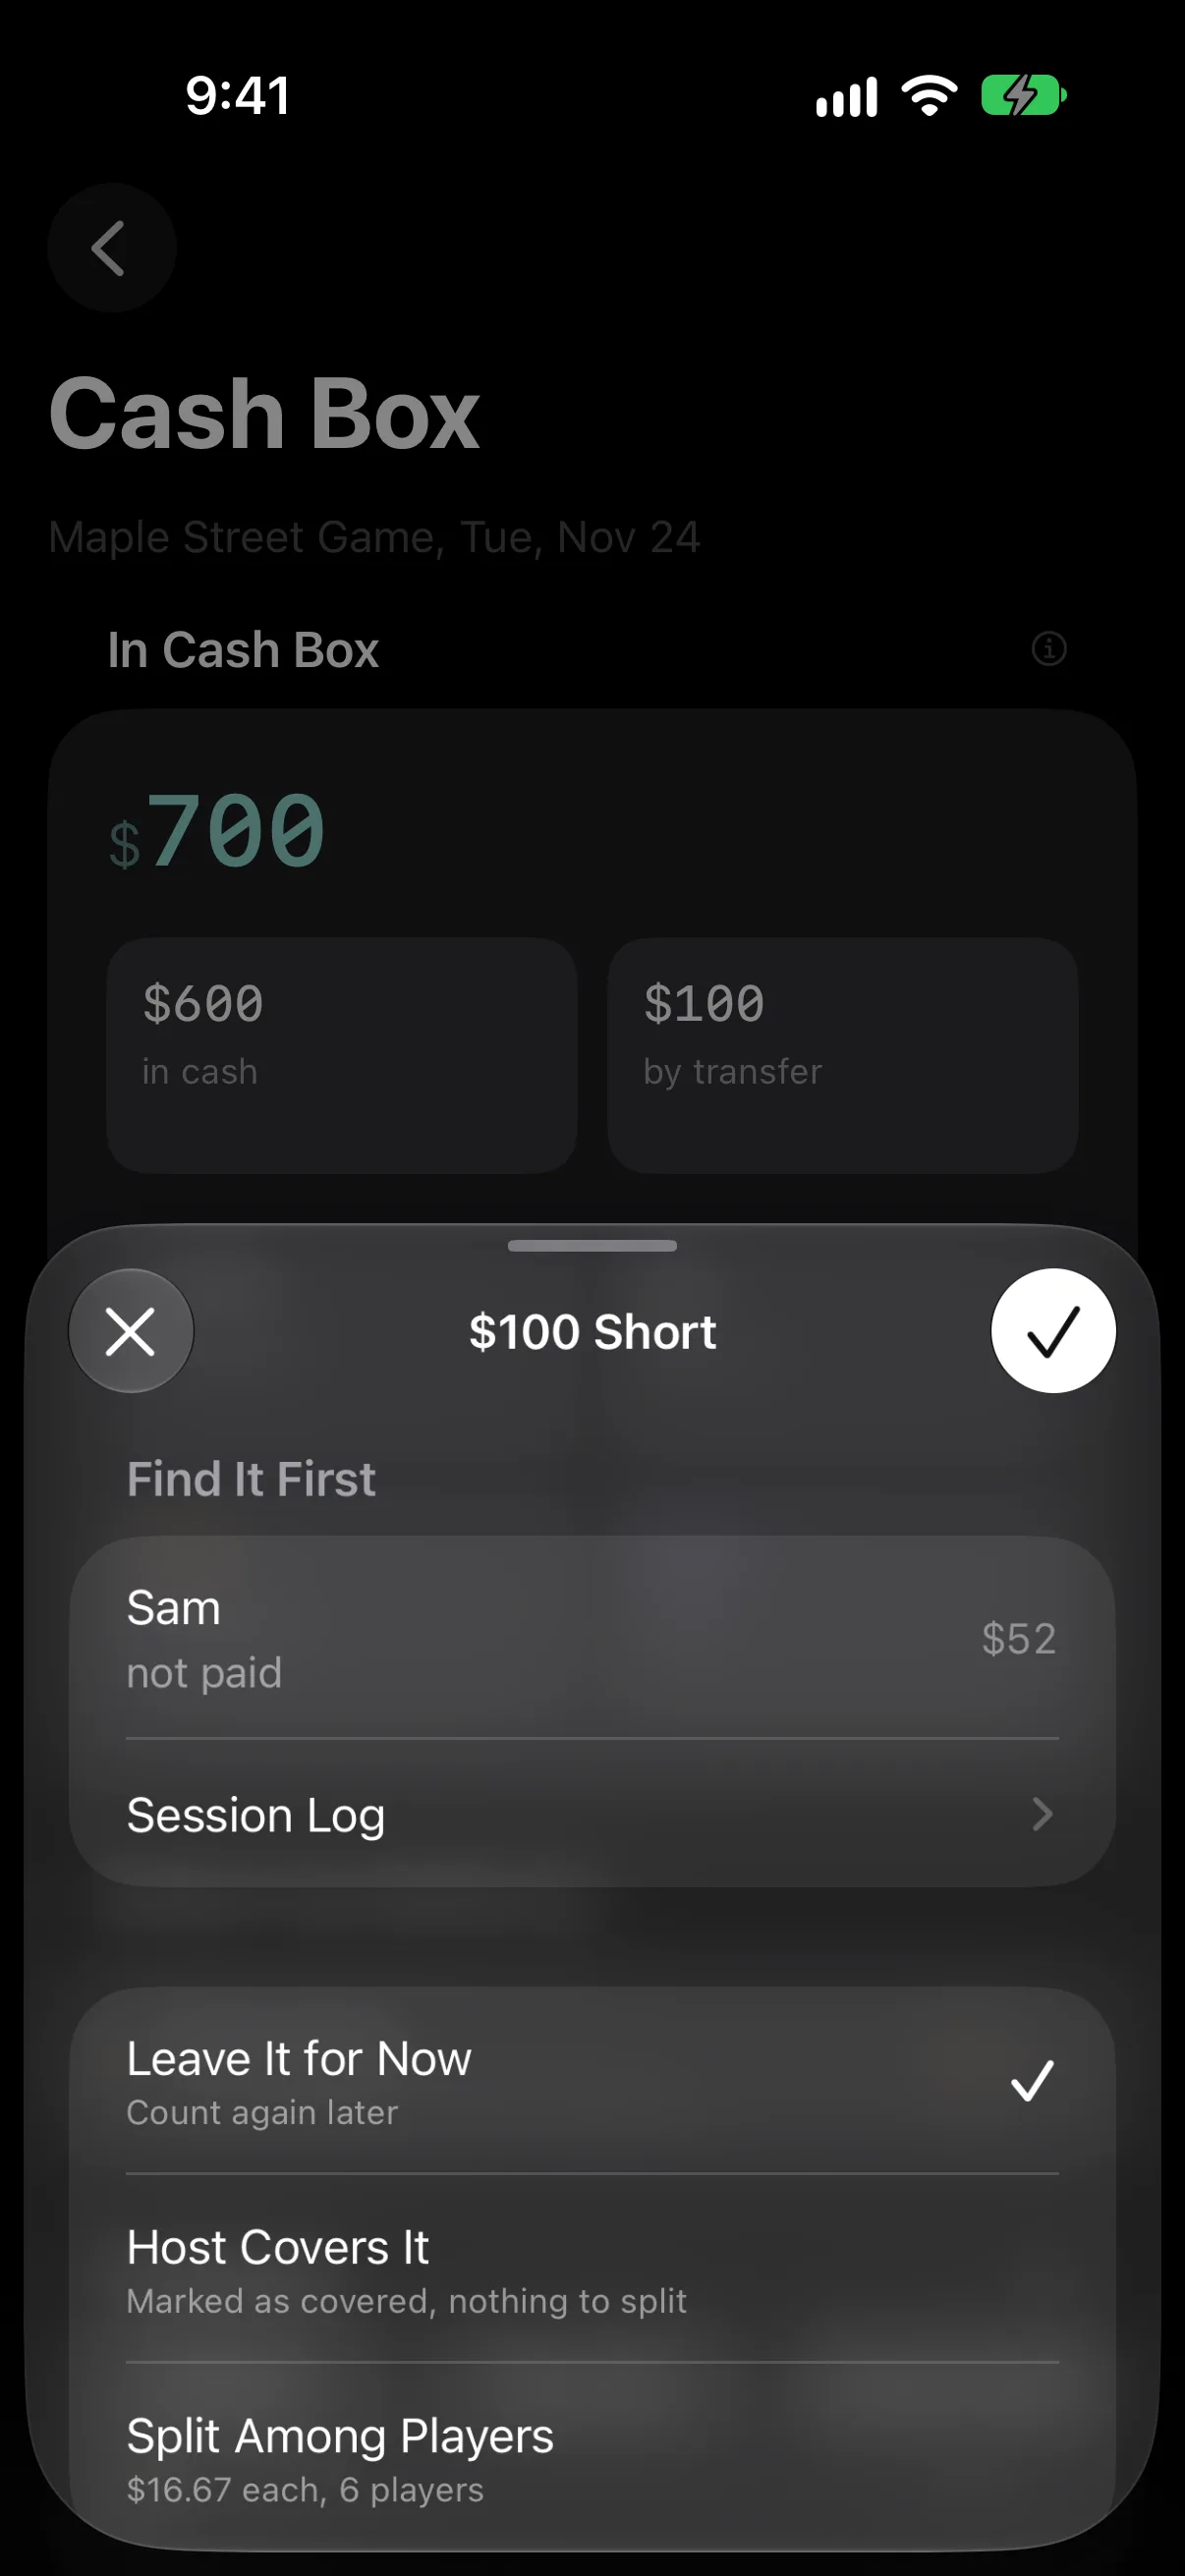 9:41
Cash Box
Maple Street Game, Tue, Nov 24
In Cash Box
$700
$600
in cash
$100
by transfer
$100 Short
Find It First
Sam
not paid
$52
Session Log
Leave It for Now
Count again later
Host Covers It
Marked as covered, nothing to split
Split Among Players
$16.67 each, 6 players